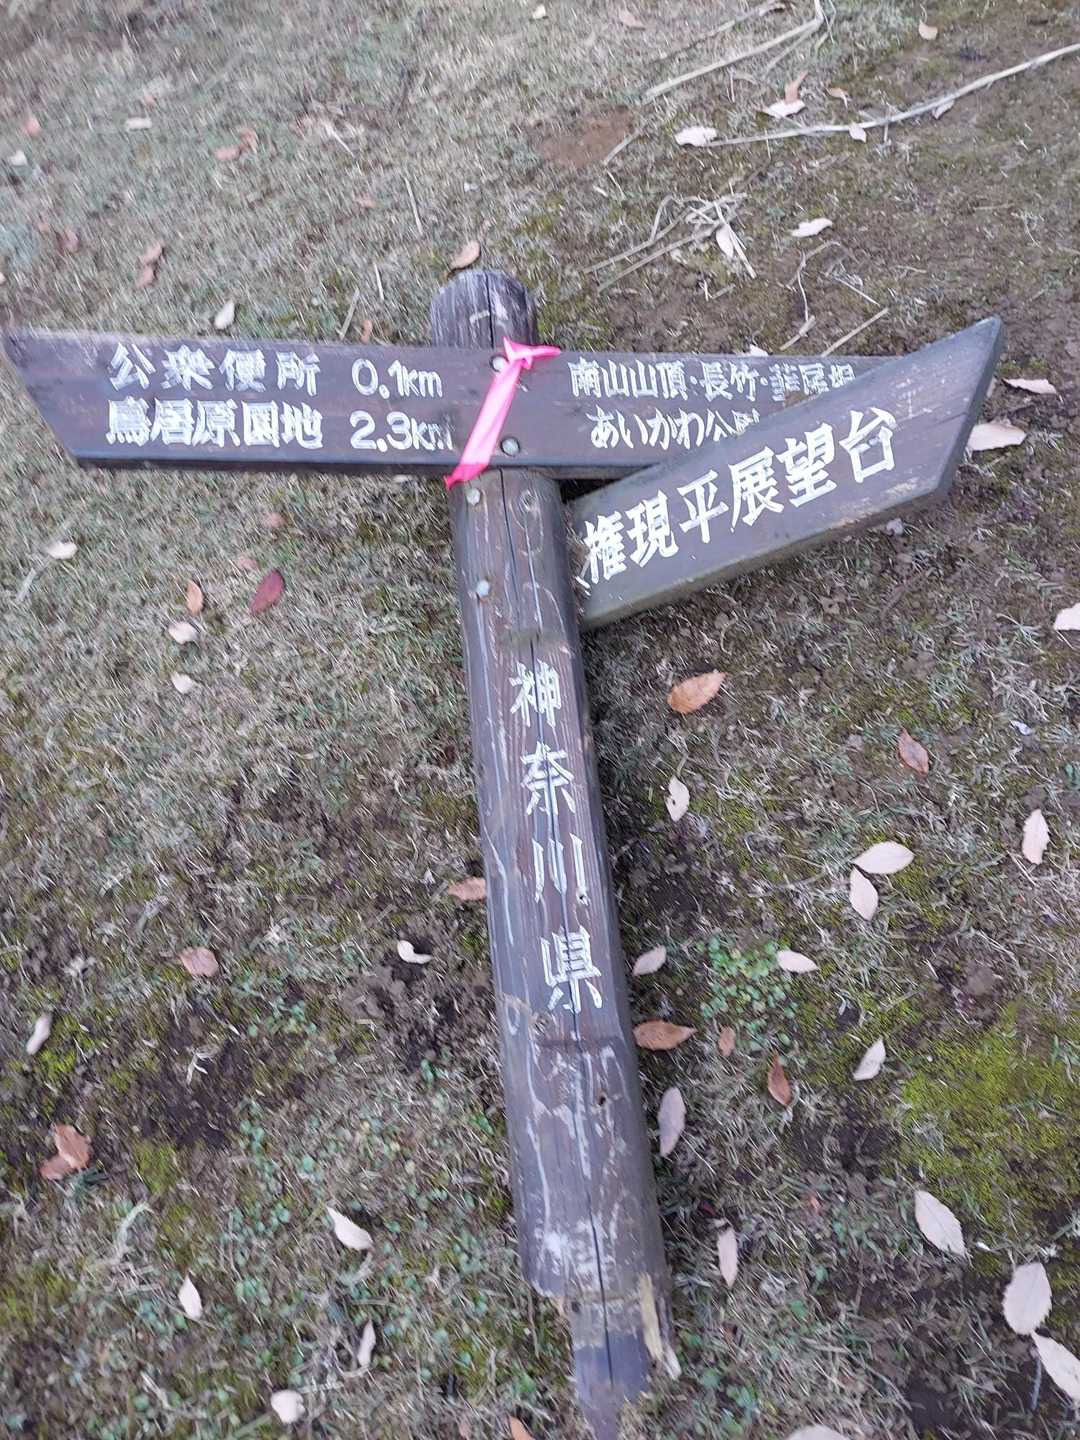 公衆便所 0.1km
鳥居原園地 2.3km
南山山頂・長竹・韮尾根
あいかわ公園
権現平展望台
神奈川県